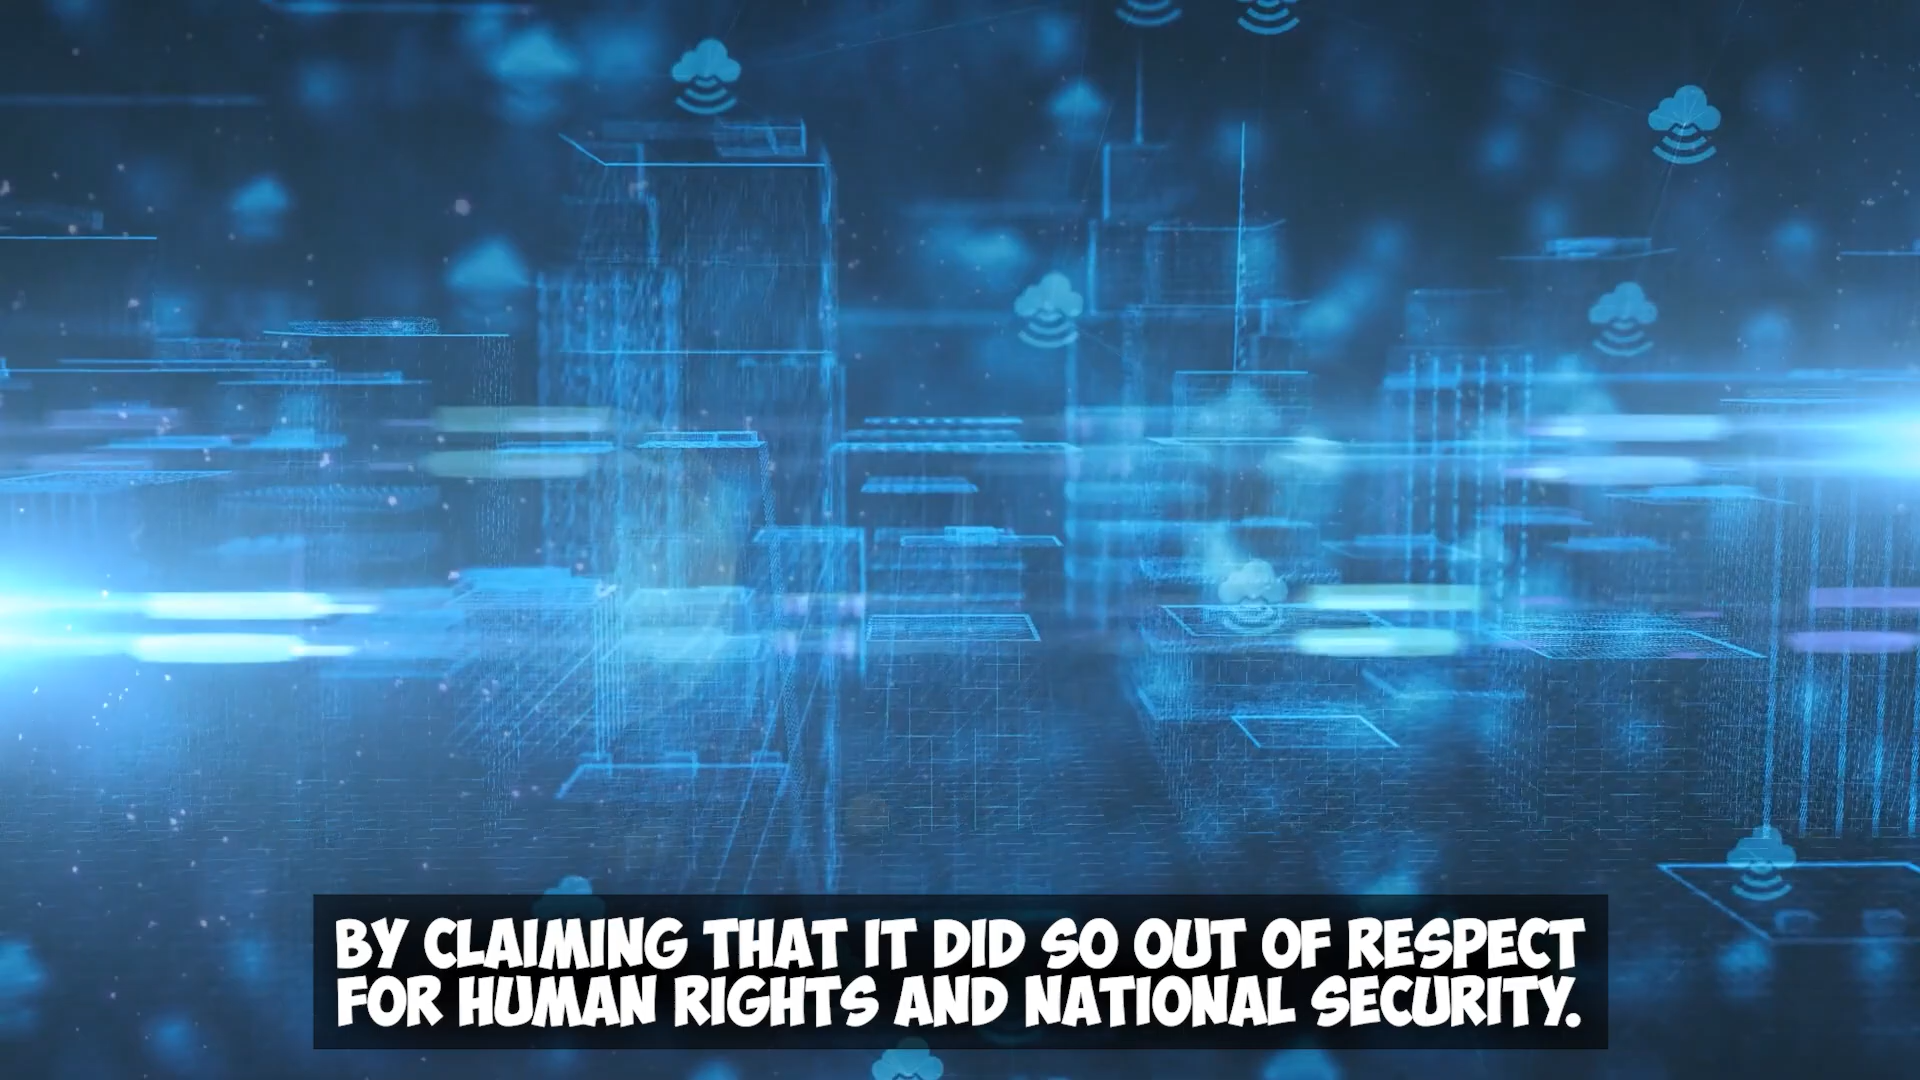 BY CLAIMING THAT IT DID SO OUT OF RESPECT
FOR HUMAN RIGHTS AND NATIONAL SECURITY.